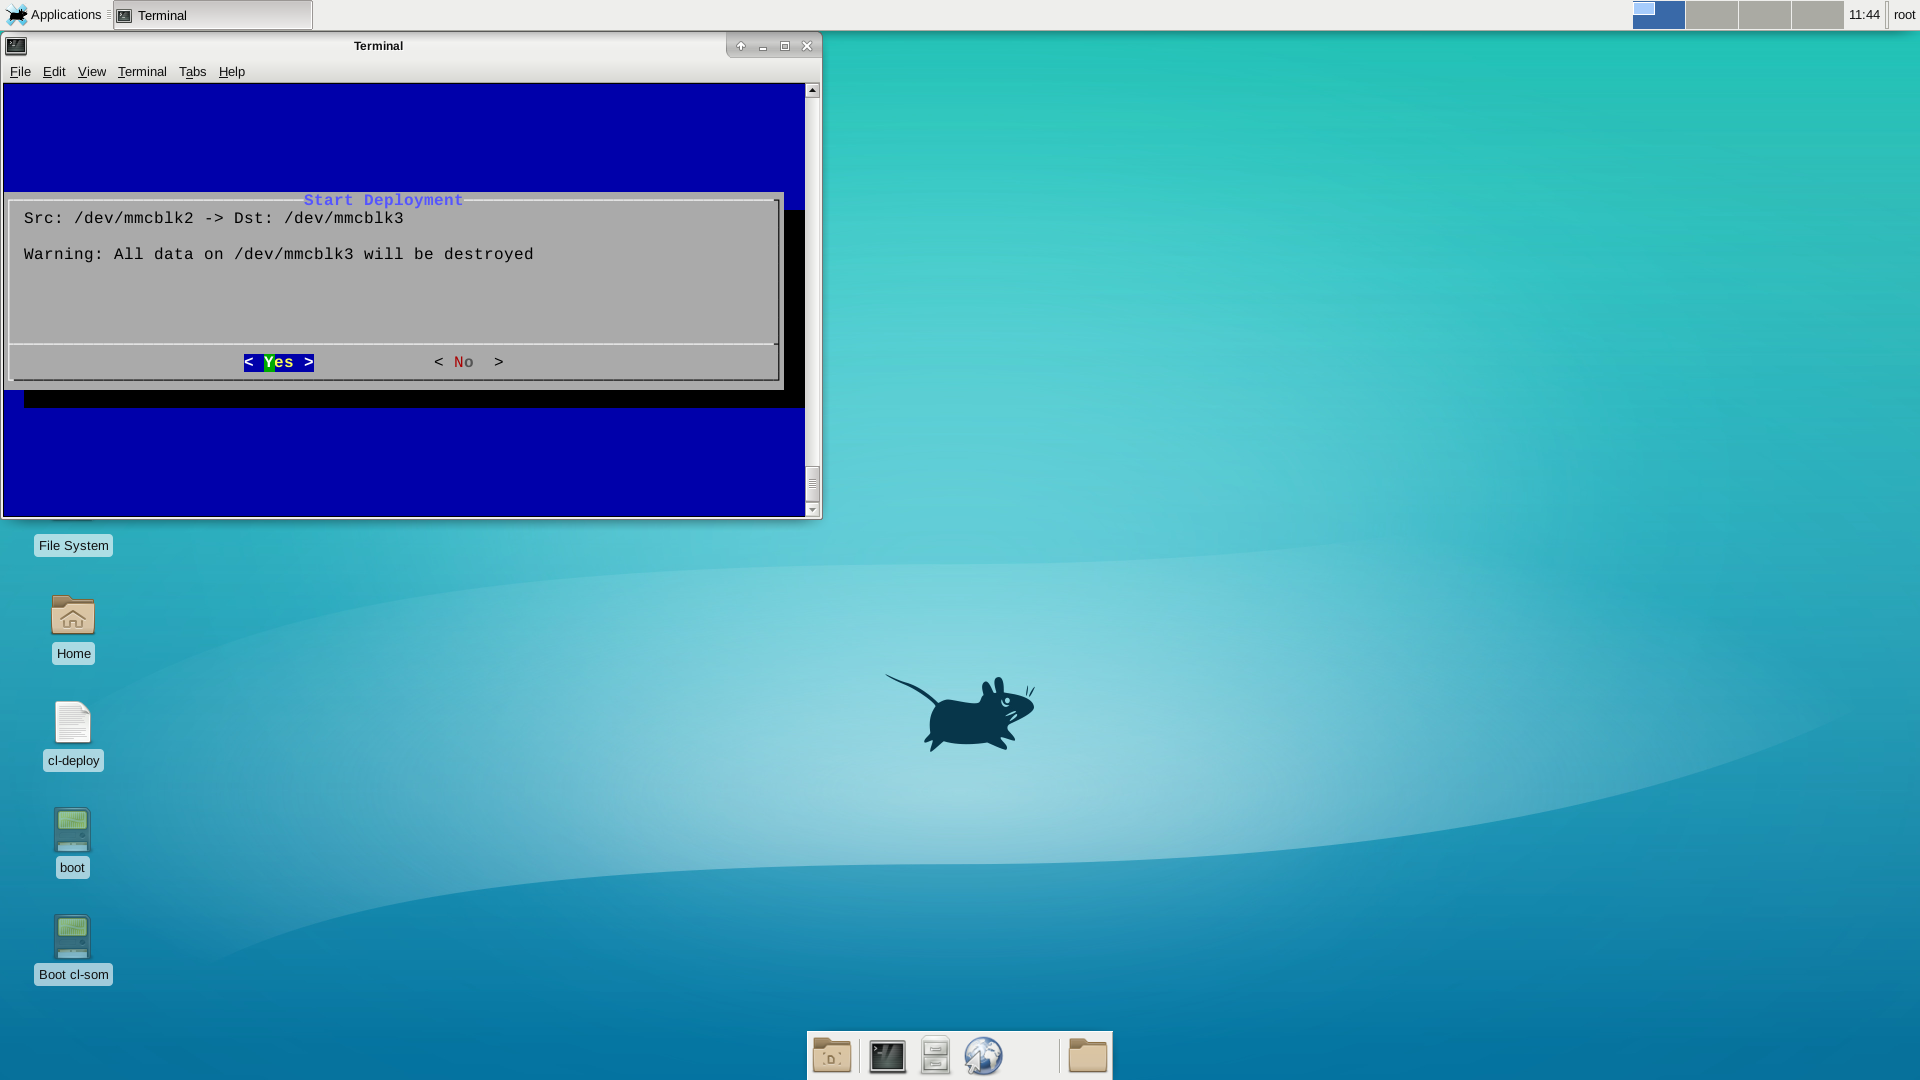 Applications
Terminal
11:44
root
Terminal
File Edit View Terminal Tabs Help
Start Deployment
Src: /dev/mmcblk2 -> Dst: /dev/mmcblk3
Warning: All data on /dev/mmcblk3 will be destroyed
< Yes > < No >
File System
Home
cl-deploy
boot
Boot cl-som